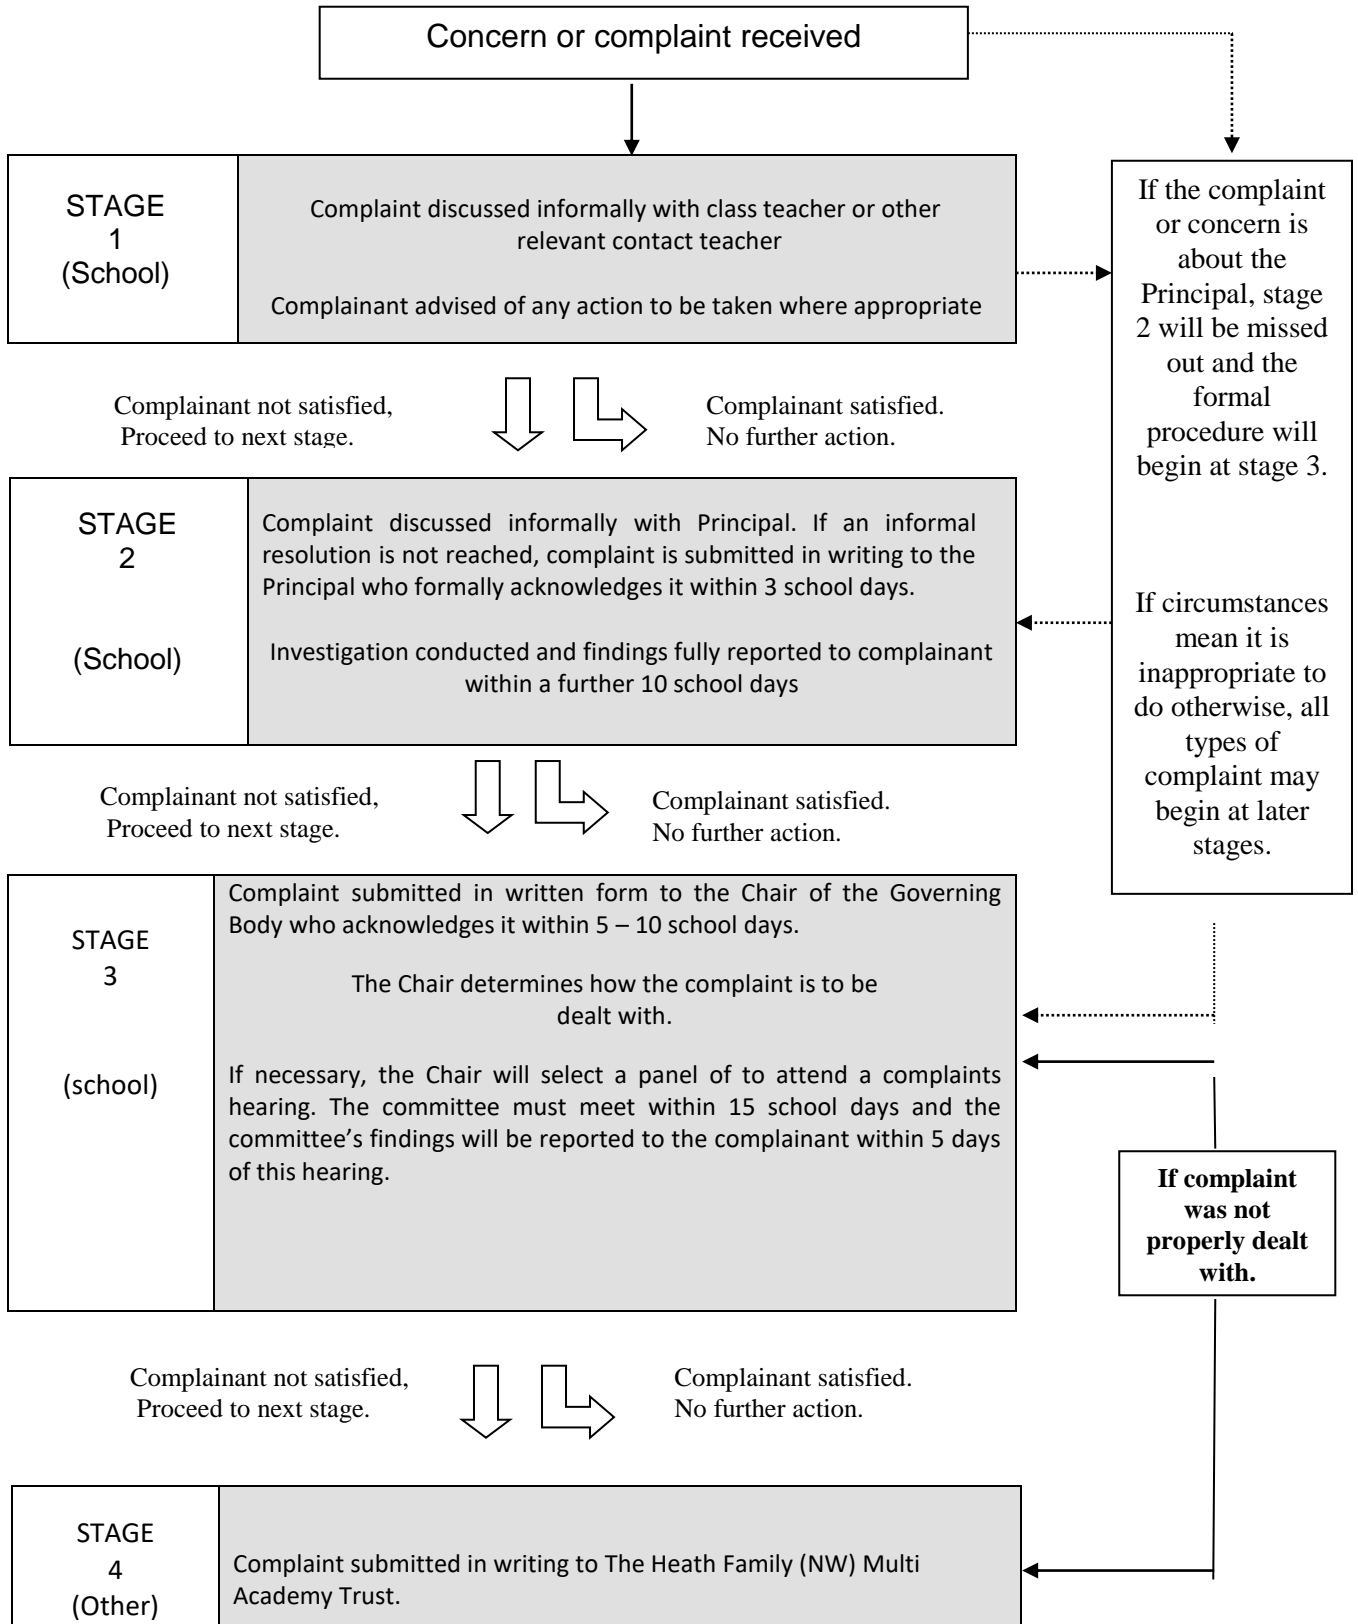 Concern or complaint received
STAGE
1
(School)
Complaint discussed informally with class teacher or other
relevant contact teacher
Complainant advised of any action to be taken where appropriate
If the complaint
or concern is
about the
Principal, stage
2 will be missed
out and the
formal
procedure will
begin at stage 3.
If circumstances
mean it is
inappropriate to
do otherwise, all
types of
complaint may
begin at later
stages.
Complainant not satisfied,
Proceed to next stage.
Complainant satisfied.
No further action.
STAGE
2
(School)
Complaint discussed informally with Principal. If an informal
resolution is not reached, complaint is submitted in writing to the
Principal who formally acknowledges it within 3 school days.
Investigation conducted and findings fully reported to complainant
within a further 10 school days
Complainant not satisfied,
Proceed to next stage.
Complainant satisfied.
No further action.
STAGE
3
(school)
Complaint submitted in written form to the Chair of the Governing
Body who acknowledges it within 5 – 10 school days.
The Chair determines how the complaint is to be
dealt with.
If necessary, the Chair will select a panel of to attend a complaints
hearing. The committee must meet within 15 school days and the
committee’s findings will be reported to the complainant within 5 days
of this hearing.
If complaint
was not
properly dealt
with.
Complainant not satisfied,
Proceed to next stage.
Complainant satisfied.
No further action.
STAGE
4
(Other)
Complaint submitted in writing to The Heath Family (NW) Multi
Academy Trust.